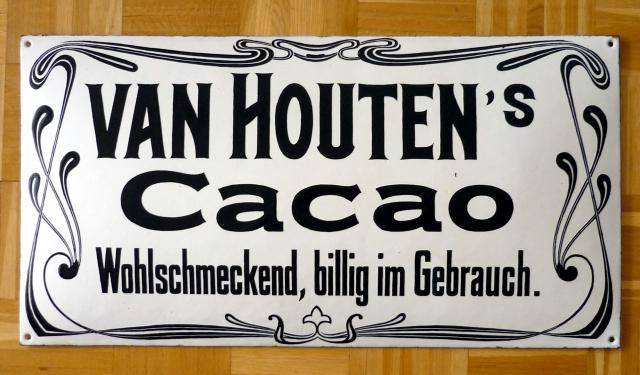 VAN HOUTEN's
Cacao
Wohlschmeckend, billig im Gebrauch.